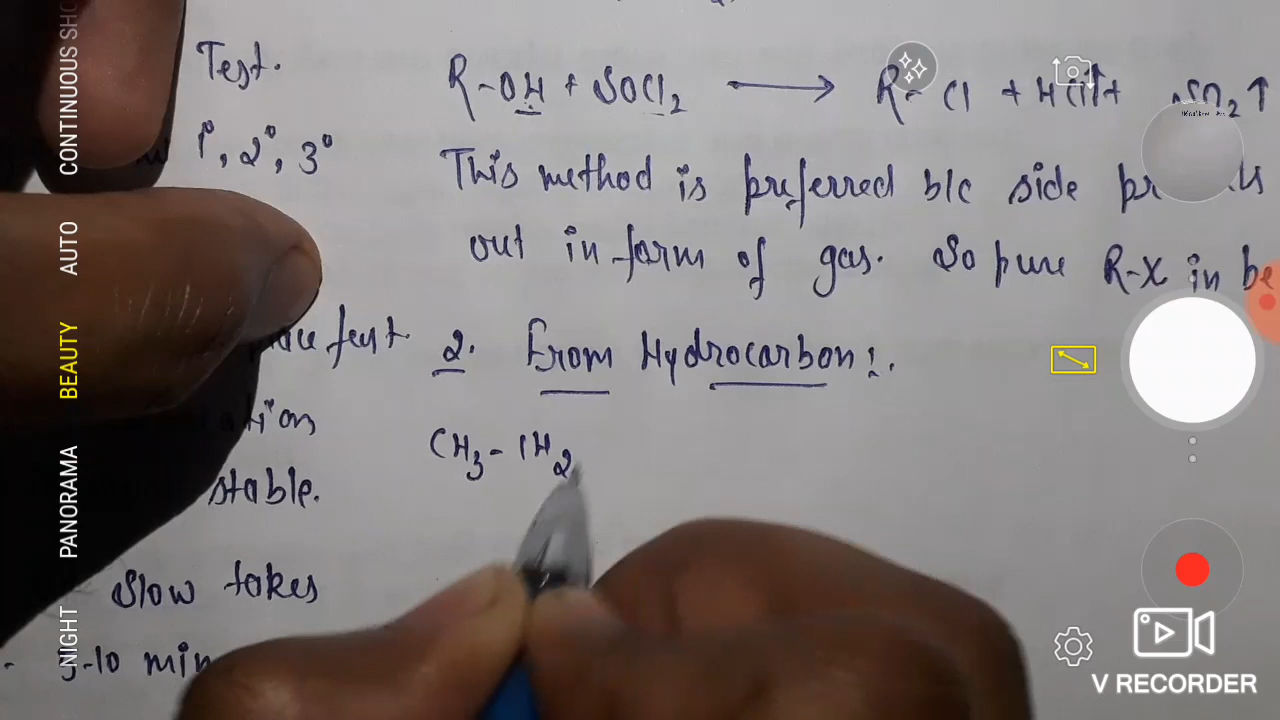 Test.
R-OH + SOCl2 → R-Cl + HCl↑ + SO2↑
1°, 2°, 3°
This method is preferred b/c side
out in form of gas. So pure R-X in be
2. From Hydrocarbon:.
CH3-CH2
stable.
slow takes
5-10 min
CONTINUOUS SHO
AUTO
BEAUTY
PANORAMA
NIGHT
V RECORDER